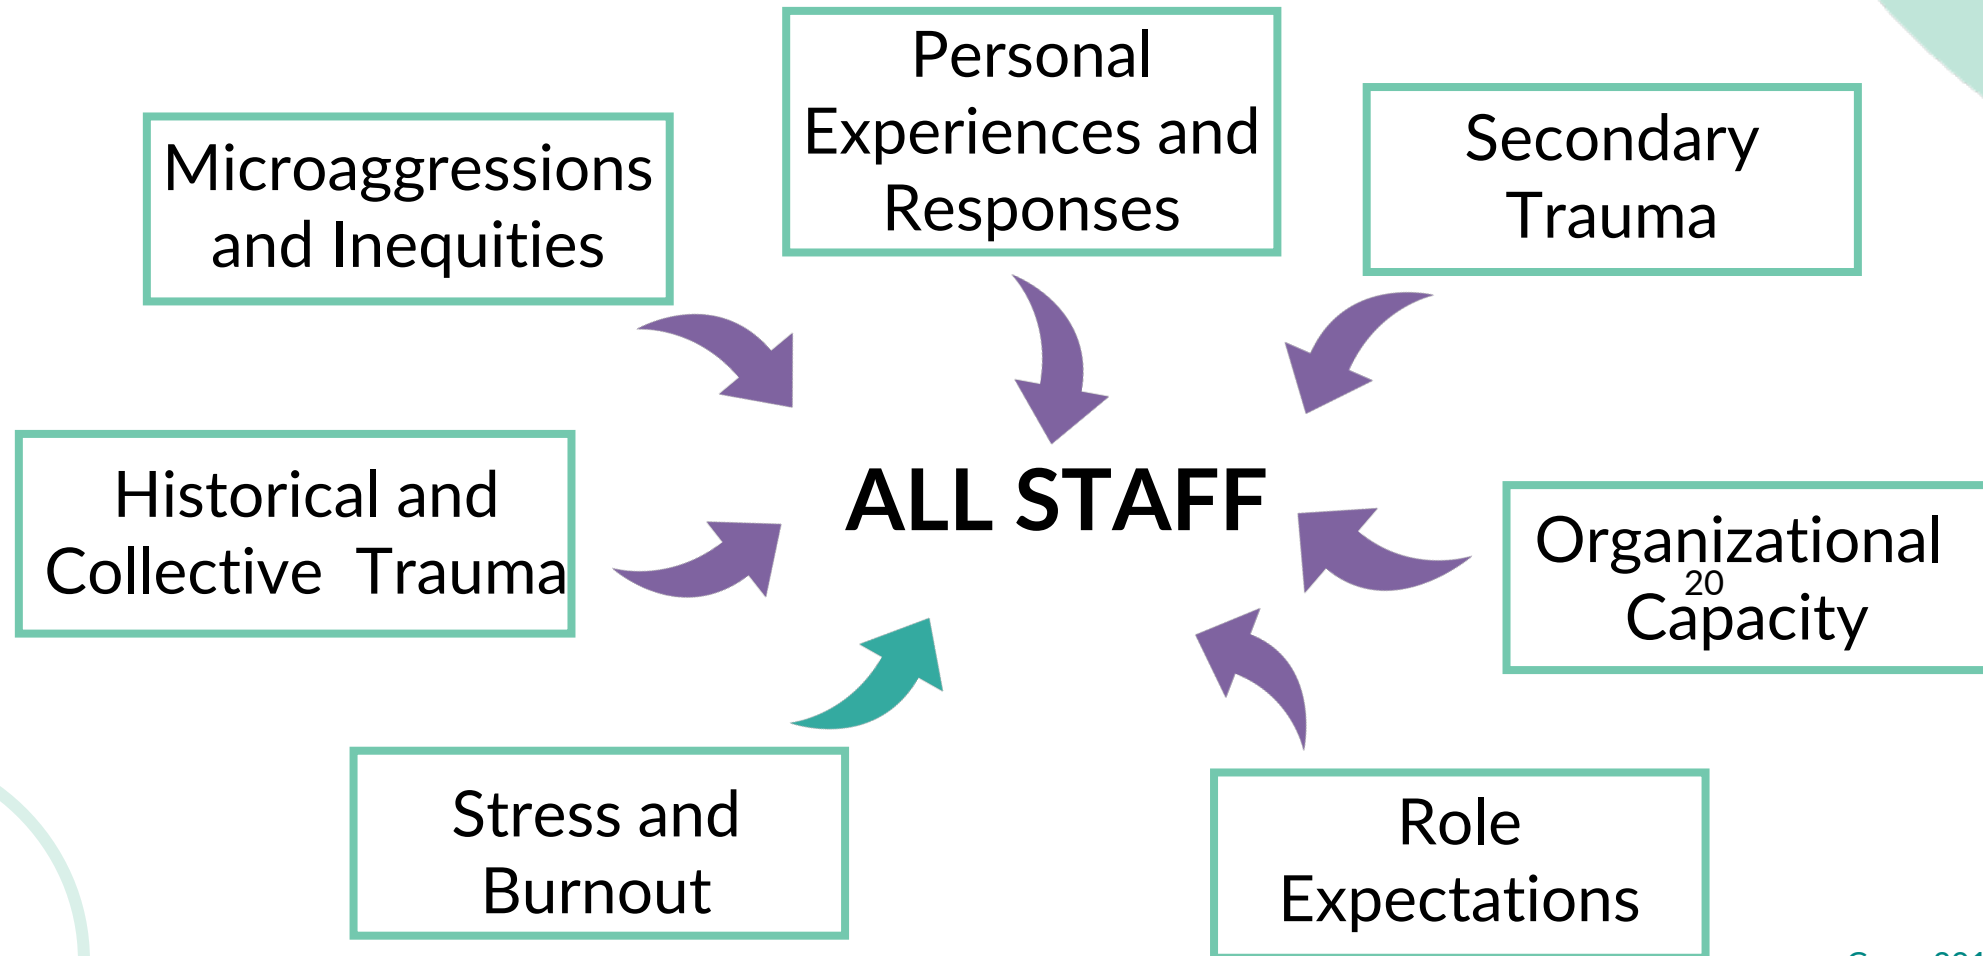 Personal
Experiences and
Responses
Microaggressions
and Inequities
Secondary
Trauma
Historical and
Collective  Trauma
ALL STAFF
Organizational
20
Capacity
Stress and
Burnout
Role
Expectations